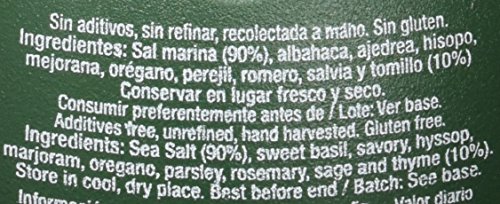 Sin aditivos, sin refinar, recolectada a maho. Sin gluten.
Ingredientes: Sal marina (90%), albahaca, ajedrea, hisopo,
mejorana, orégano, perejil, romero, salvia y tomillo (10%)
Conservar en lugar fresco y seco.
Consumir preferentemente antes de / Lote: Ver base.
Additives free, unrefined, hand harvested. Gluten free.
Ingredients: Sea Salt (90%), sweet basil, savory, hyssop,
marjoram, oregano, parsley, rosemary, sage and thyme (10%).
Store in cool, dry place. Best before end / Batch: See base.
Valor diario